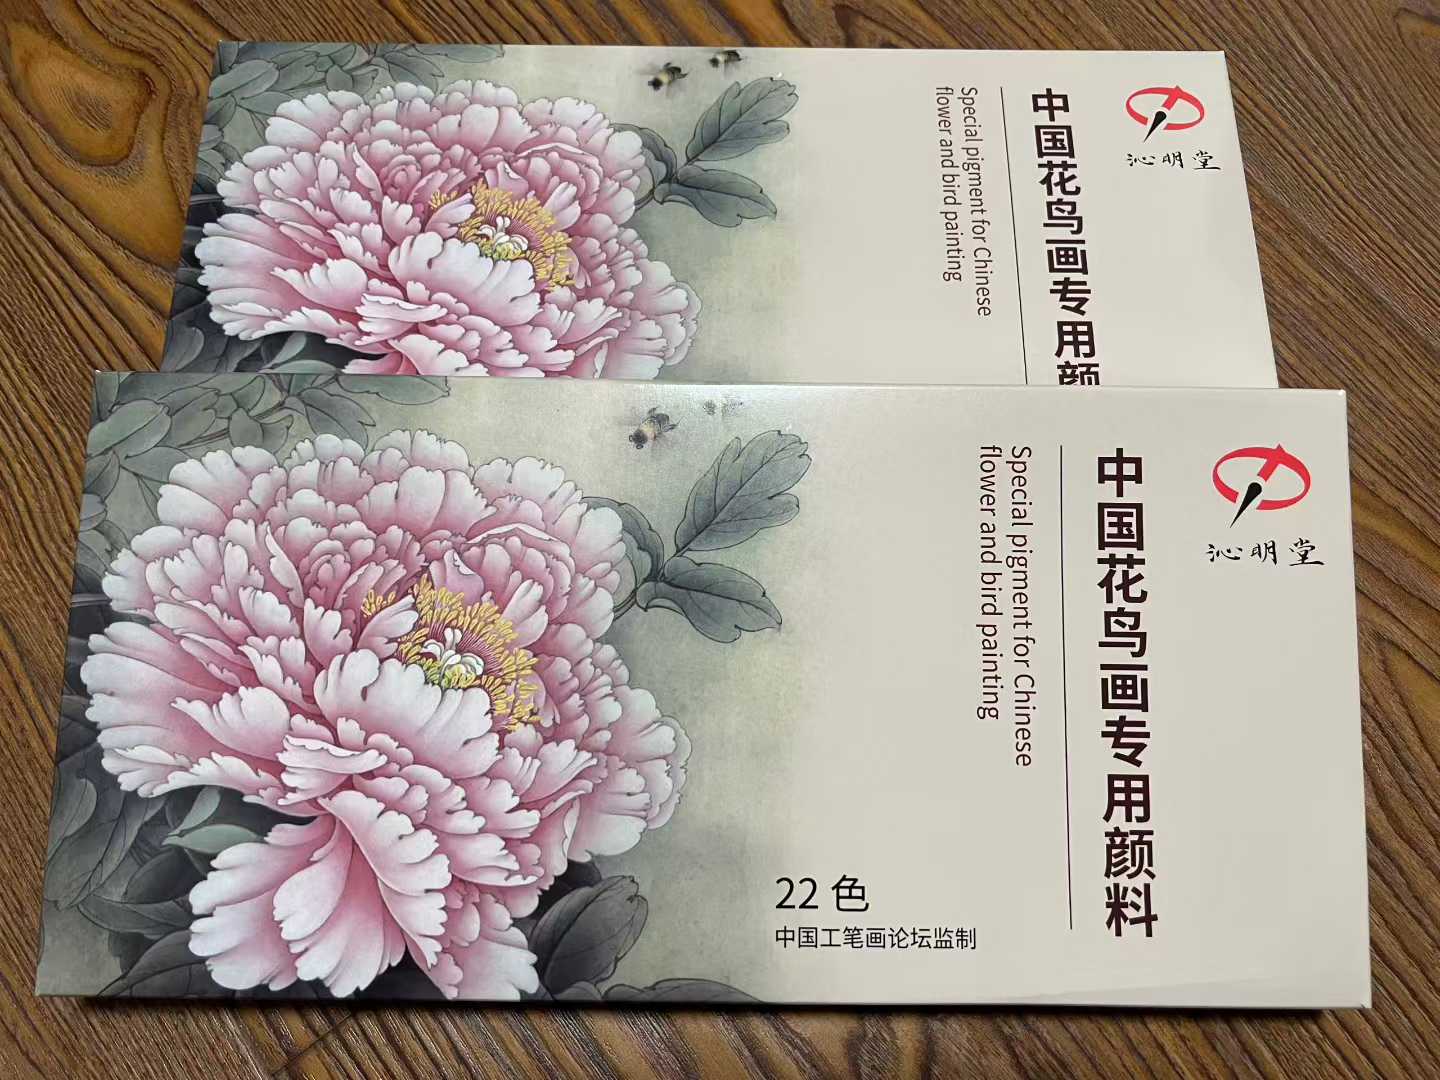 沁明堂
中国花鸟画专用颜
Special pigment for Chinese
flower and bird painting
沁明堂
中国花鸟画专用颜料
Special pigment for Chinese
flower and bird painting
22 色
中国工笔画论坛监制